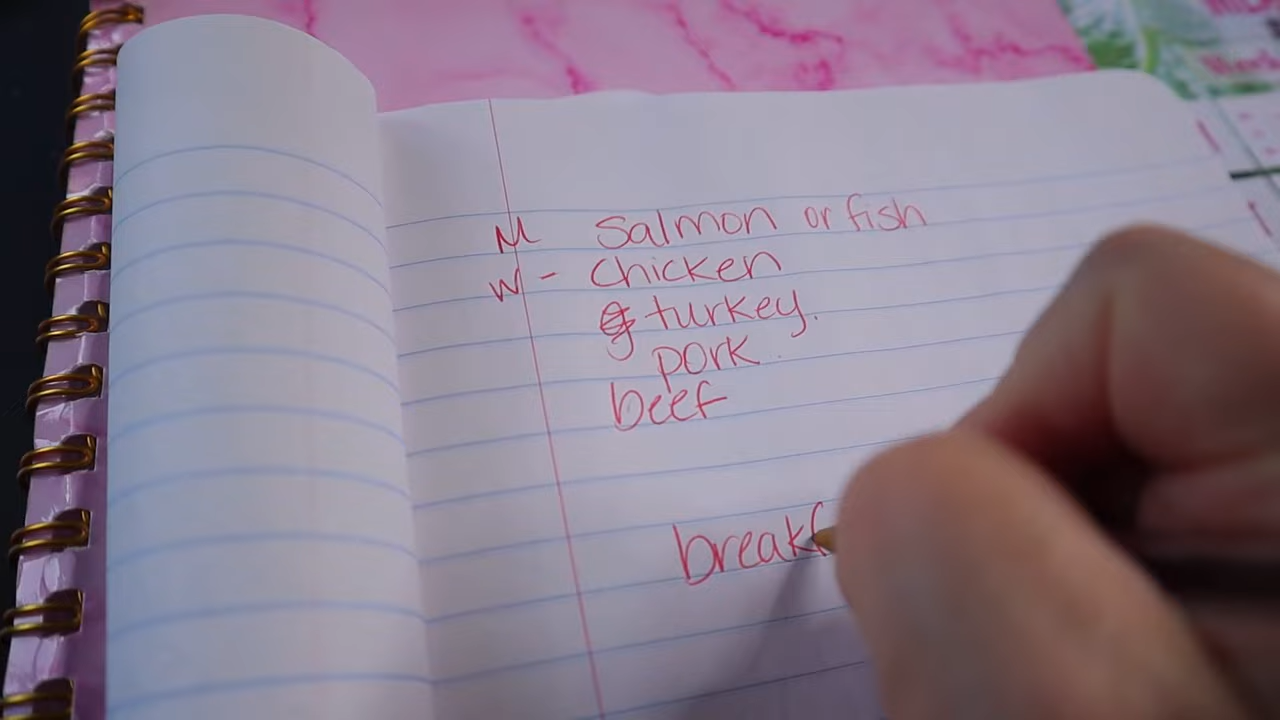 M salmon or fish
W - chicken
turkey.
pork.
beef
breakf